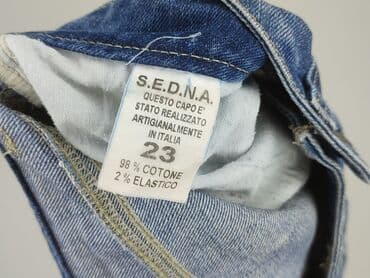 S.E.D.N.A.
QUESTO CAPO E'
STATO REALIZZATO
ARTIGIANALMENTE
IN ITALIA
23
98 % COTONE
2 % ELASTICO